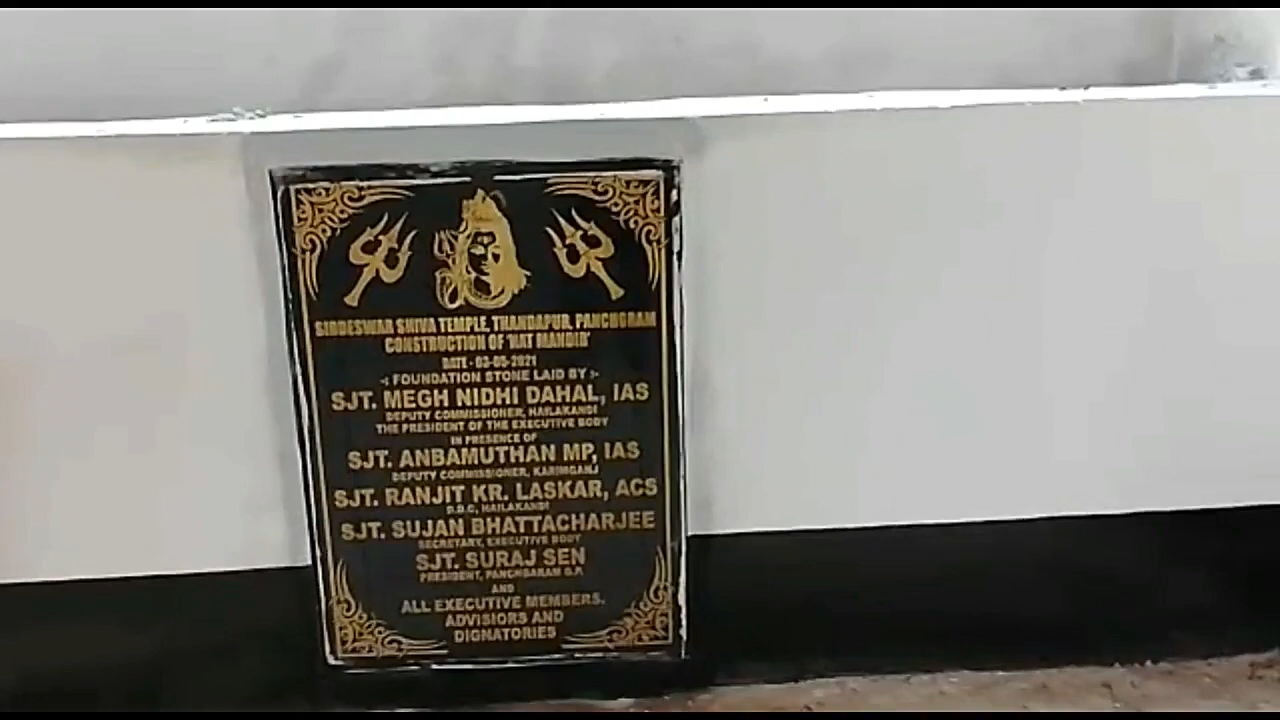 SIDDESWAR SHIVA TEMPLE, THANDAPUR, PANCHGRAM
CONSTRUCTION OF 'NAT MANDIR'
DATE - 03-05-2021
-: FOUNDATION STONE LAID BY :-
SJT. MEGH NIDHI DAHAL, IAS
DEPUTY COMMISSIONER, HAILAKANDI
THE PRESIDENT OF THE EXECUTIVE BODY
IN PRESENCE OF
SJT. ANBAMUTHAN MP, IAS
DEPUTY COMMISSIONER, KARIMGANJ
SJT. RANJIT KR. LASKAR, ACS
D.D.C, HAILAKANDI
SJT. SUJAN BHATTACHARJEE
SECRETARY, EXECUTIVE BODY
SJT. SURAJ SEN
PRESIDENT, PANCHGARAM G.P.
AND
ALL EXECUTIVE MEMBERS.
ADVISIORS AND
DIGNATORIES